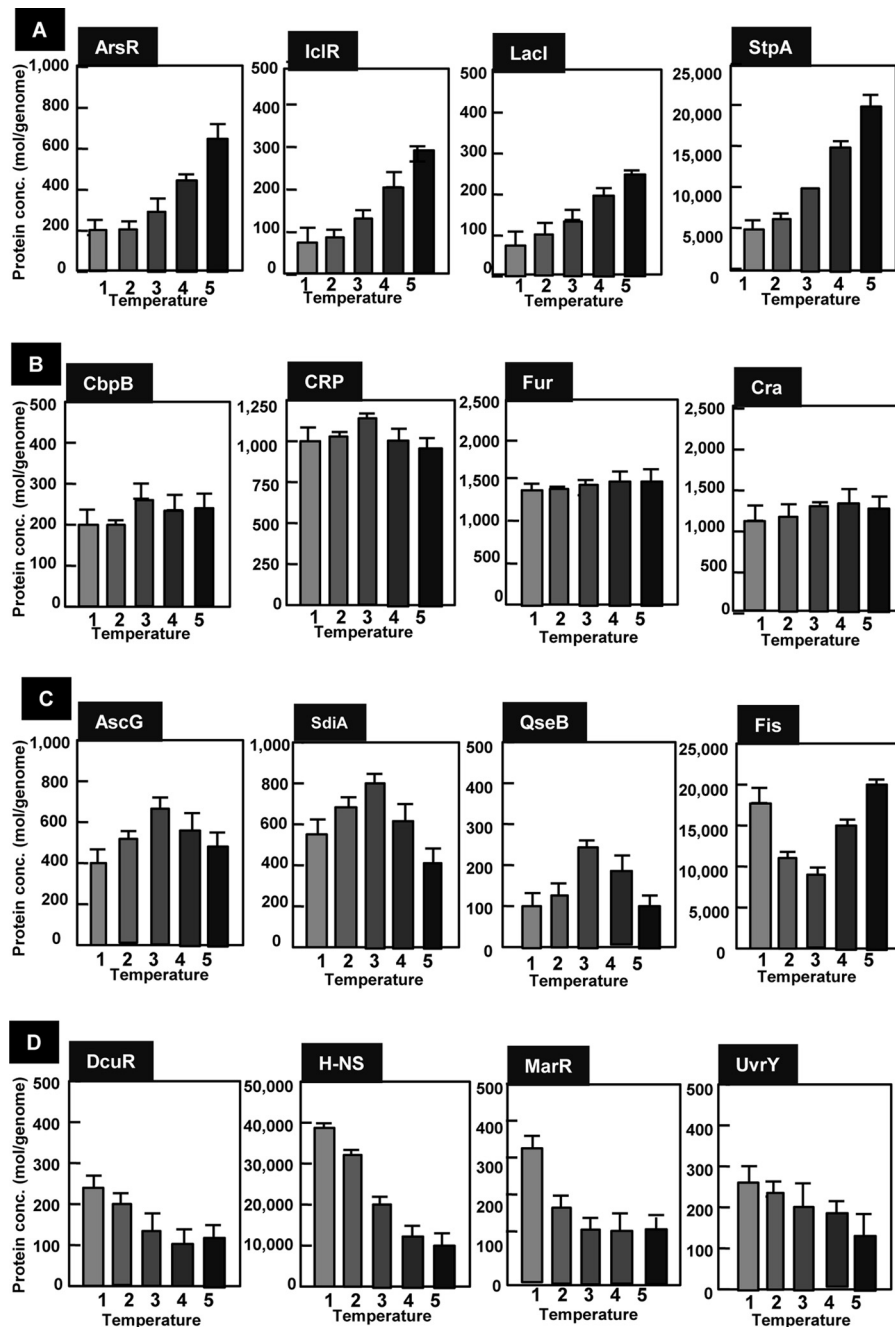 A
ArsR
IclR
LacI
StpA
Protein conc. (mol/genome)
1,000
800
600
400
200
0
1 2 3 4 5
Temperature
500
400
300
200
100
0
1 2 3 4 5
Temperature
500
400
300
200
100
0
1 2 3 4 5
Temperature
25,000
20,000
15,000
10,000
5,000
0
1 2 3 4 5
Temperature
B
CbpB
CRP
Fur
Cra
Protein conc. (mol/genome)
500
400
300
200
100
0
1 2 3 4 5
Temperature
1,250
1,000
750
500
250
0
1 2 3 4 5
Temperature
2,500
2,000
1,500
1,000
500
0
1 2 3 4 5
Temperature
2,500
2,000
1,500
1,000
500
0
1 2 3 4 5
Temperature
C
AscG
SdiA
QseB
Fis
Protein conc. (mol/genome)
1,000
800
600
400
200
0
1 2 3 4 5
Temperature
1,000
800
600
400
200
0
1 2 3 4 5
Temperature
500
400
300
200
100
0
1 2 3 4 5
Temperature
25,000
20,000
15,000
10,000
5,000
0
1 2 3 4 5
Temperature
D
DcuR
H-NS
MarR
UvrY
Protein conc. (mol/genome)
500
400
300
200
100
0
1 2 3 4 5
Temperature
50,000
40,000
30,000
20,000
10,000
0
1 2 3 4 5
Temperature
500
400
300
200
100
0
1 2 3 4 5
Temperature
500
400
300
200
100
0
1 2 3 4 5
Temperature